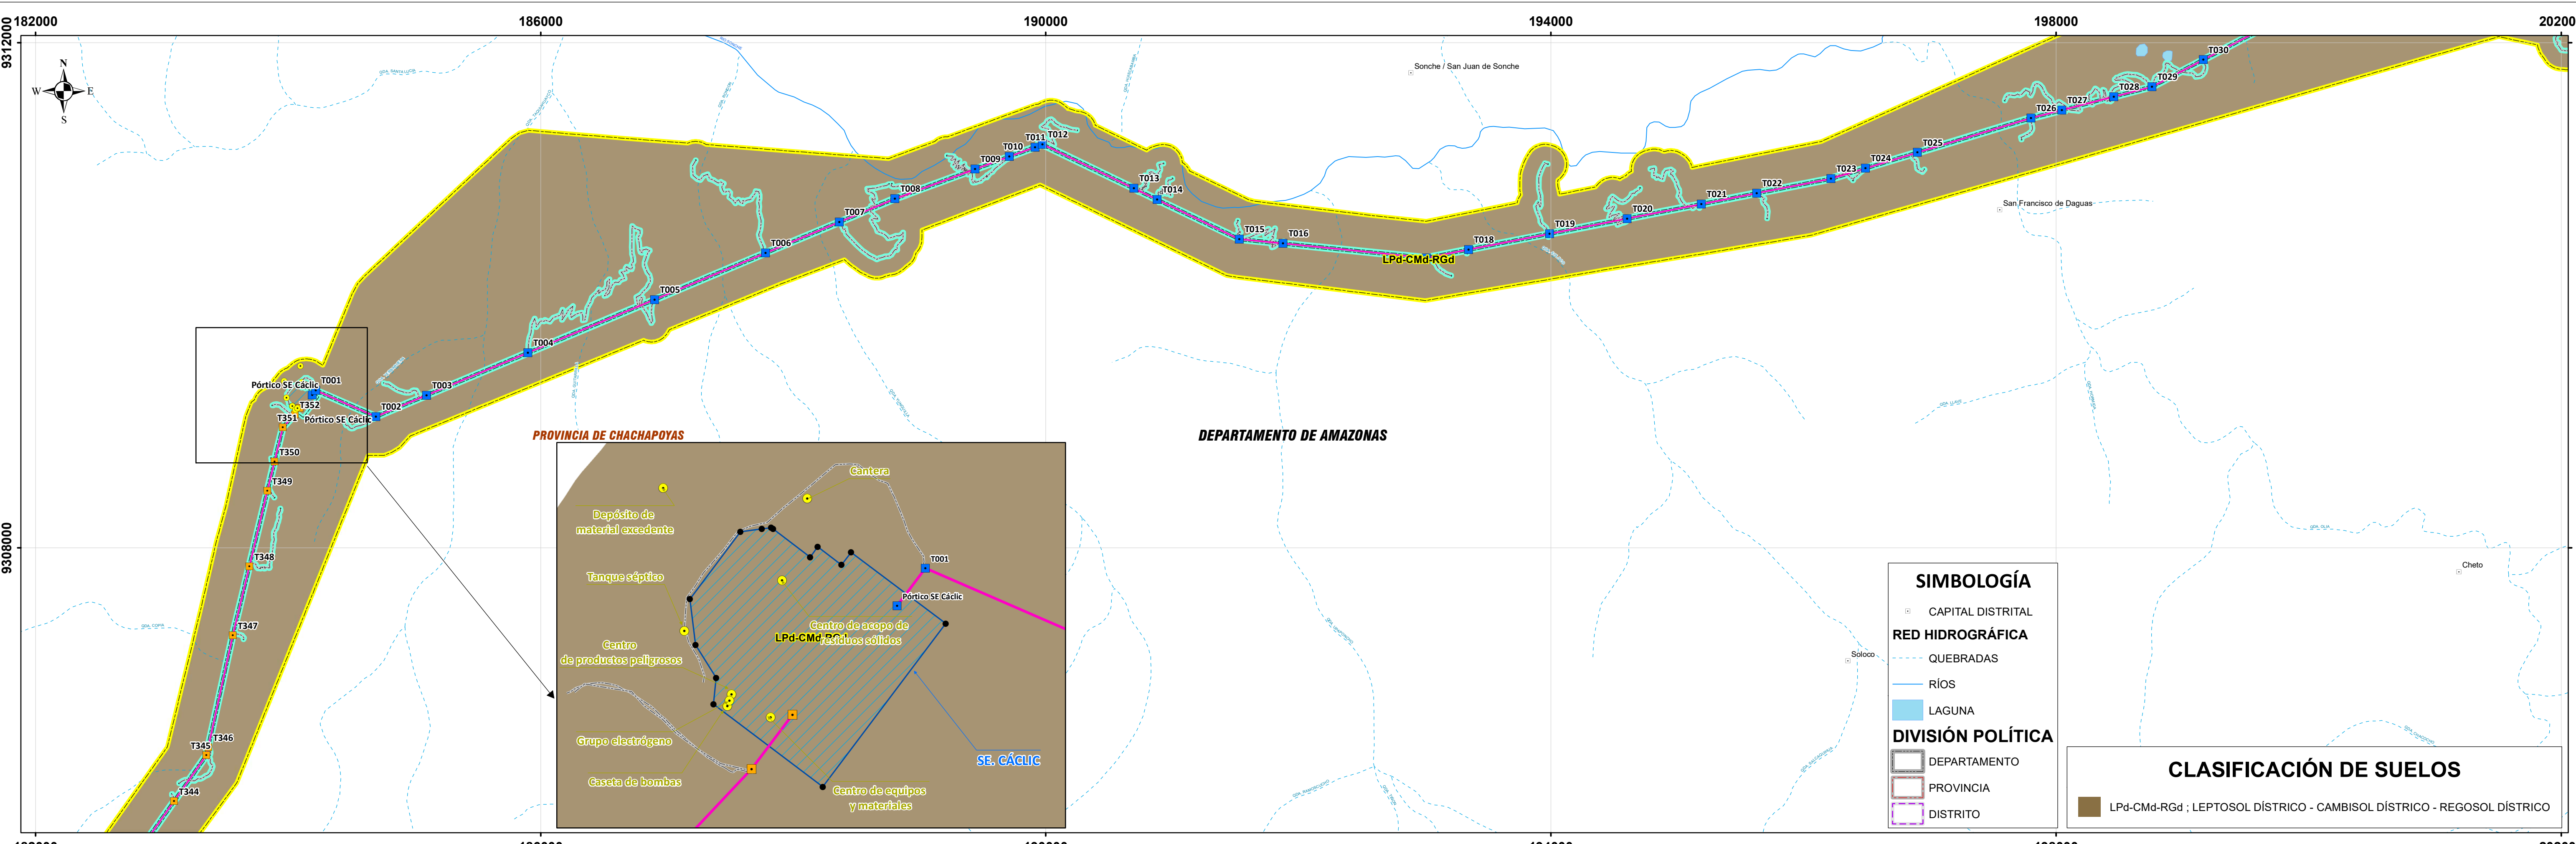 182000
186000
190000
194000
198000
20200
9312000
9308000
N
W
E
S
Sonche / San Juan de Sonche
San Francisco de Daguas
Cheto
Soloco
T030
T029
T028
T027
T026
T025
T024
T023
T022
T021
T020
T019
T018
T016
T015
T014
T013
T012
T011
T010
T009
T008
T007
T006
T005
T004
T003
T002
T001
Pórtico SE Cáclic
T352
T351
Pórtico SE Cáclic
T350
T349
T348
T347
T346
T345
T344
LPd-CMd-RGd
PROVINCIA DE CHACHAPOYAS
DEPARTAMENTO DE AMAZONAS
Cantera
Depósito de
material excedente
Tanque séptico
T001
Pórtico SE Cáclic
Centro de acopo de
residuos sólidos
LPd-CMd-RGd
Centro
de productos peligrosos
Grupo electrógeno
Caseta de bombas
SE. CÁCLIC
Centro de equipos
y materiales
SIMBOLOGÍA
CAPITAL DISTRITAL
RED HIDROGRÁFICA
QUEBRADAS
RÍOS
LAGUNA
DIVISIÓN POLÍTICA
DEPARTAMENTO
PROVINCIA
DISTRITO
CLASIFICACIÓN DE SUELOS
LPd-CMd-RGd ; LEPTOSOL DÍSTRICO - CAMBISOL DÍSTRICO - REGOSOL DÍSTRICO